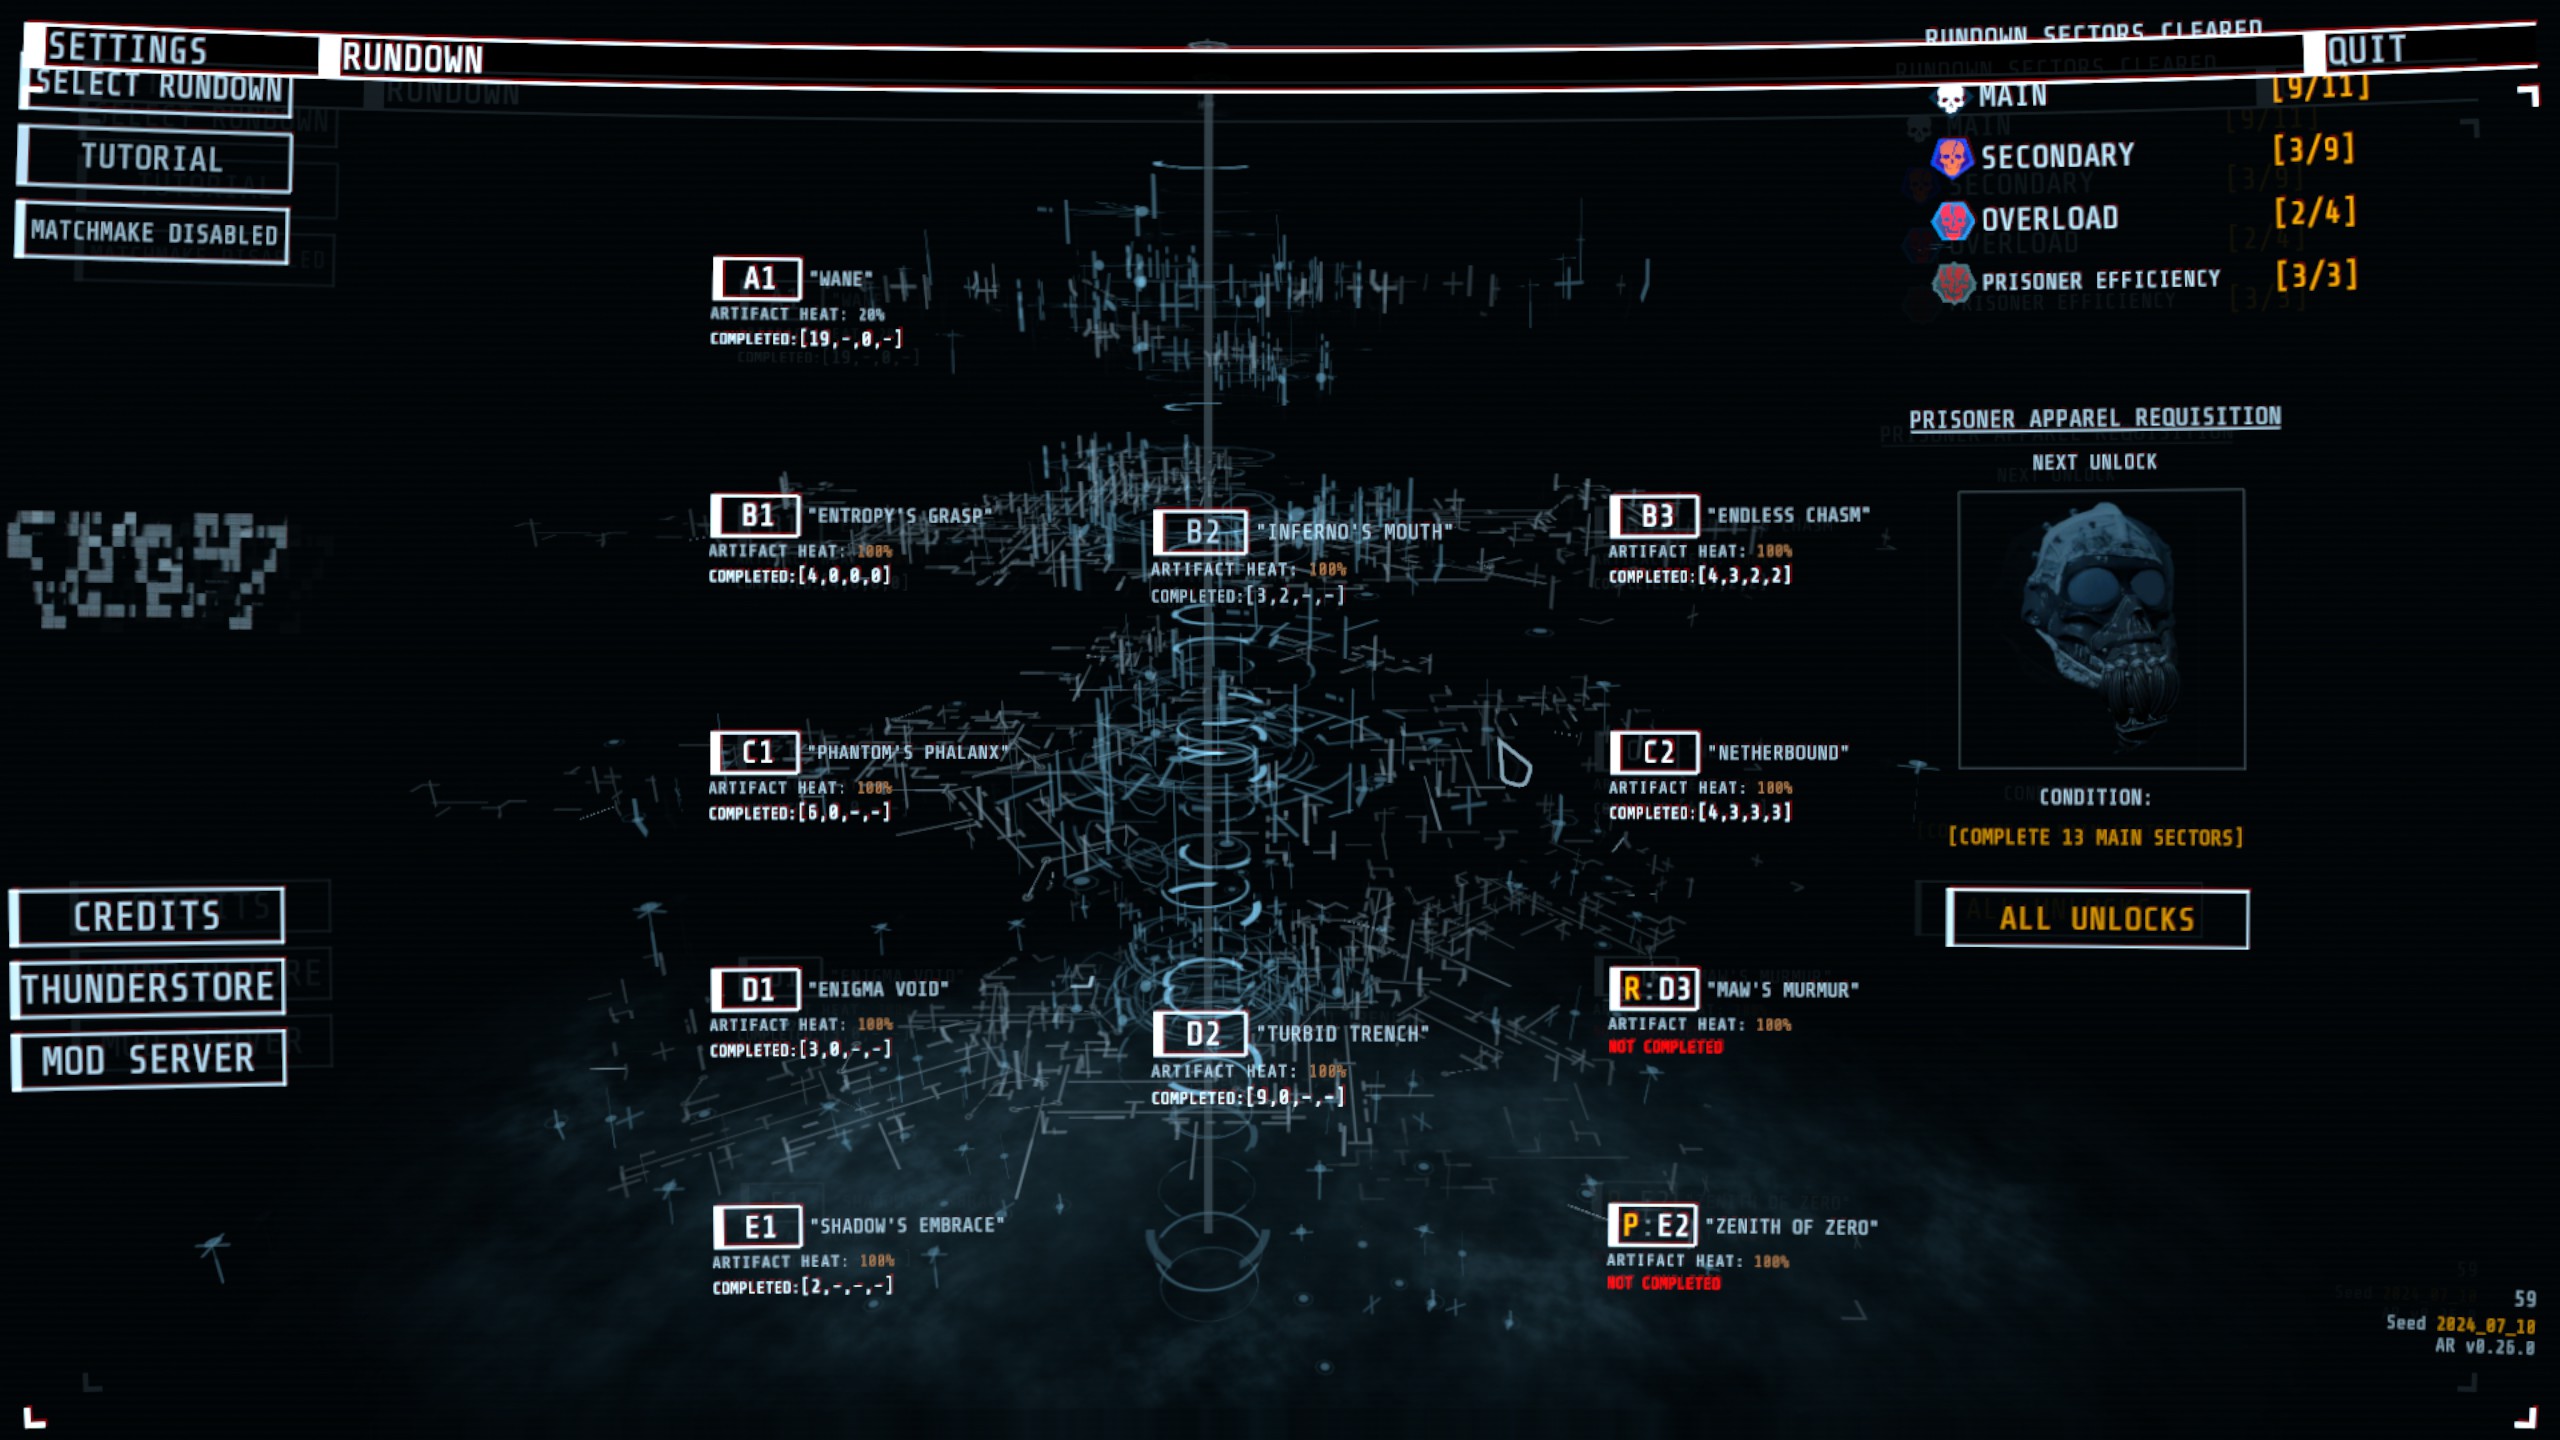 SETTINGS
RUNDOWN
QUIT
SELECT RUNDOWN
TUTORIAL
MATCHMAKE DISABLED
RUNDOWN SECTORS CLEARED
MAIN [9/11]
SECONDARY [3/9]
OVERLOAD [2/4]
PRISONER EFFICIENCY [3/3]
A1 "WANE"
ARTIFACT HEAT: 20%
COMPLETED:[19,-,0,-]
B1 "ENTROPY'S GRASP"
ARTIFACT HEAT: 100%
COMPLETED:[4,0,0,0]
B2 "INFERNO'S MOUTH"
ARTIFACT HEAT: 100%
COMPLETED:[3,2,-,-]
B3 "ENDLESS CHASM"
ARTIFACT HEAT: 100%
COMPLETED:[4,3,2,2]
C1 "PHANTOM'S PHALANX"
ARTIFACT HEAT: 100%
COMPLETED:[6,0,-,-]
C2 "NETHERBOUND"
ARTIFACT HEAT: 100%
COMPLETED:[4,3,3,3]
D1 "ENIGMA VOID"
ARTIFACT HEAT: 100%
COMPLETED:[3,0,-,-]
D2 "TURBID TRENCH"
ARTIFACT HEAT: 100%
COMPLETED:[9,0,-,-]
R:D3 "MAW'S MURMUR"
ARTIFACT HEAT: 100%
NOT COMPLETED
E1 "SHADOW'S EMBRACE"
ARTIFACT HEAT: 100%
COMPLETED:[2,-,-,-]
P:E2 "ZENITH OF ZERO"
ARTIFACT HEAT: 100%
NOT COMPLETED
PRISONER APPAREL REQUISITION
NEXT UNLOCK
CONDITION:
[COMPLETE 13 MAIN SECTORS]
ALL UNLOCKS
CREDITS
THUNDERSTORE
MOD SERVER
59
Seed 2024_07_10
AR v0.26.0